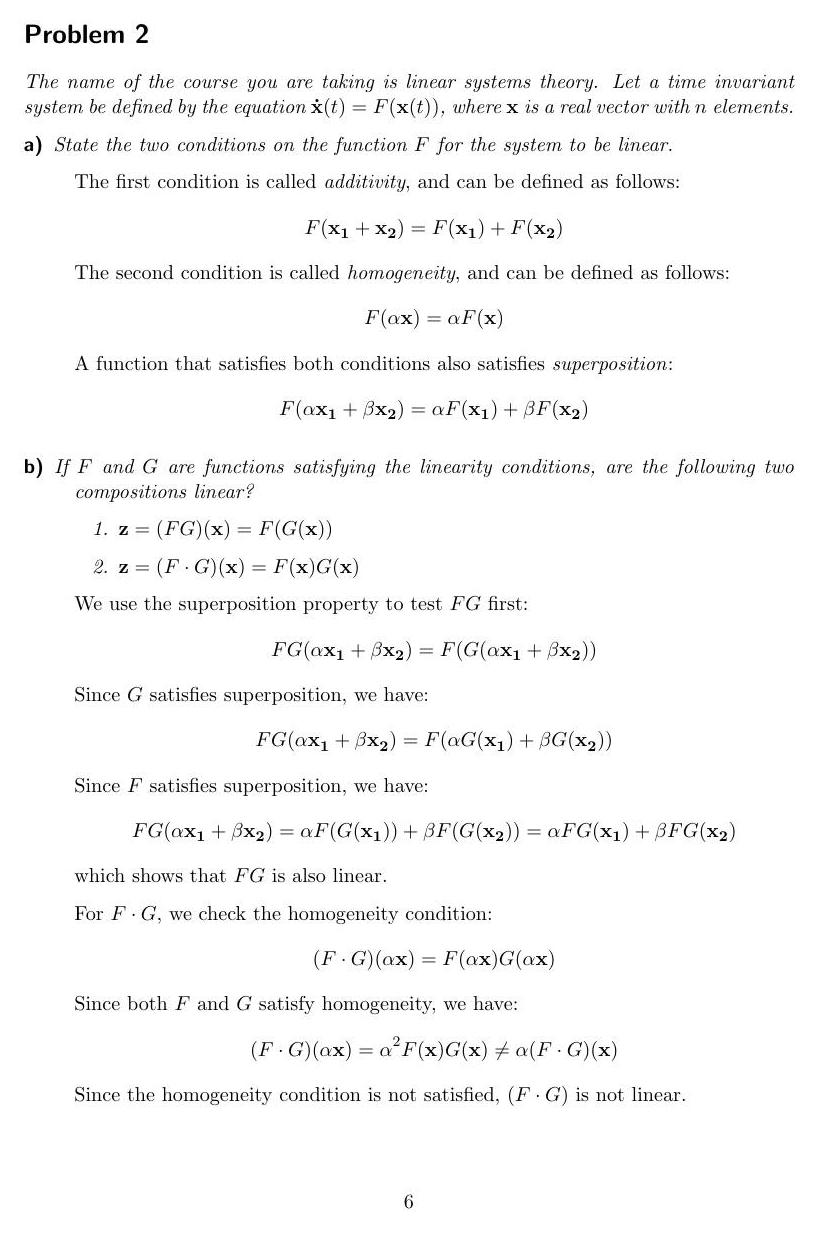 Problem 2
The name of the course you are taking is linear systems theory. Let a time invariant
system be defined by the equation ẋ(t) = F(x(t)), where x is a real vector with n elements.
a) State the two conditions on the function F for the system to be linear.
The first condition is called additivity, and can be defined as follows:
F(x₁ + x₂) = F(x₁) + F(x₂)
The second condition is called homogeneity, and can be defined as follows:
F(αx) = αF(x)
A function that satisfies both conditions also satisfies superposition:
F(αx₁ + βx₂) = αF(x₁) + βF(x₂)
b) If F and G are functions satisfying the linearity conditions, are the following two
compositions linear?
1. z = (FG)(x) = F(G(x))
2. z = (F · G)(x) = F(x)G(x)
We use the superposition property to test FG first:
FG(αx₁ + βx₂) = F(G(αx₁ + βx₂))
Since G satisfies superposition, we have:
FG(αx₁ + βx₂) = F(αG(x₁) + βG(x₂))
Since F satisfies superposition, we have:
FG(αx₁ + βx₂) = αF(G(x₁)) + βF(G(x₂)) = αFG(x₁) + βFG(x₂)
which shows that FG is also linear.
For F · G, we check the homogeneity condition:
(F · G)(αx) = F(αx)G(αx)
Since both F and G satisfy homogeneity, we have:
(F · G)(αx) = α²F(x)G(x) ≠ α(F · G)(x)
Since the homogeneity condition is not satisfied, (F · G) is not linear.
6